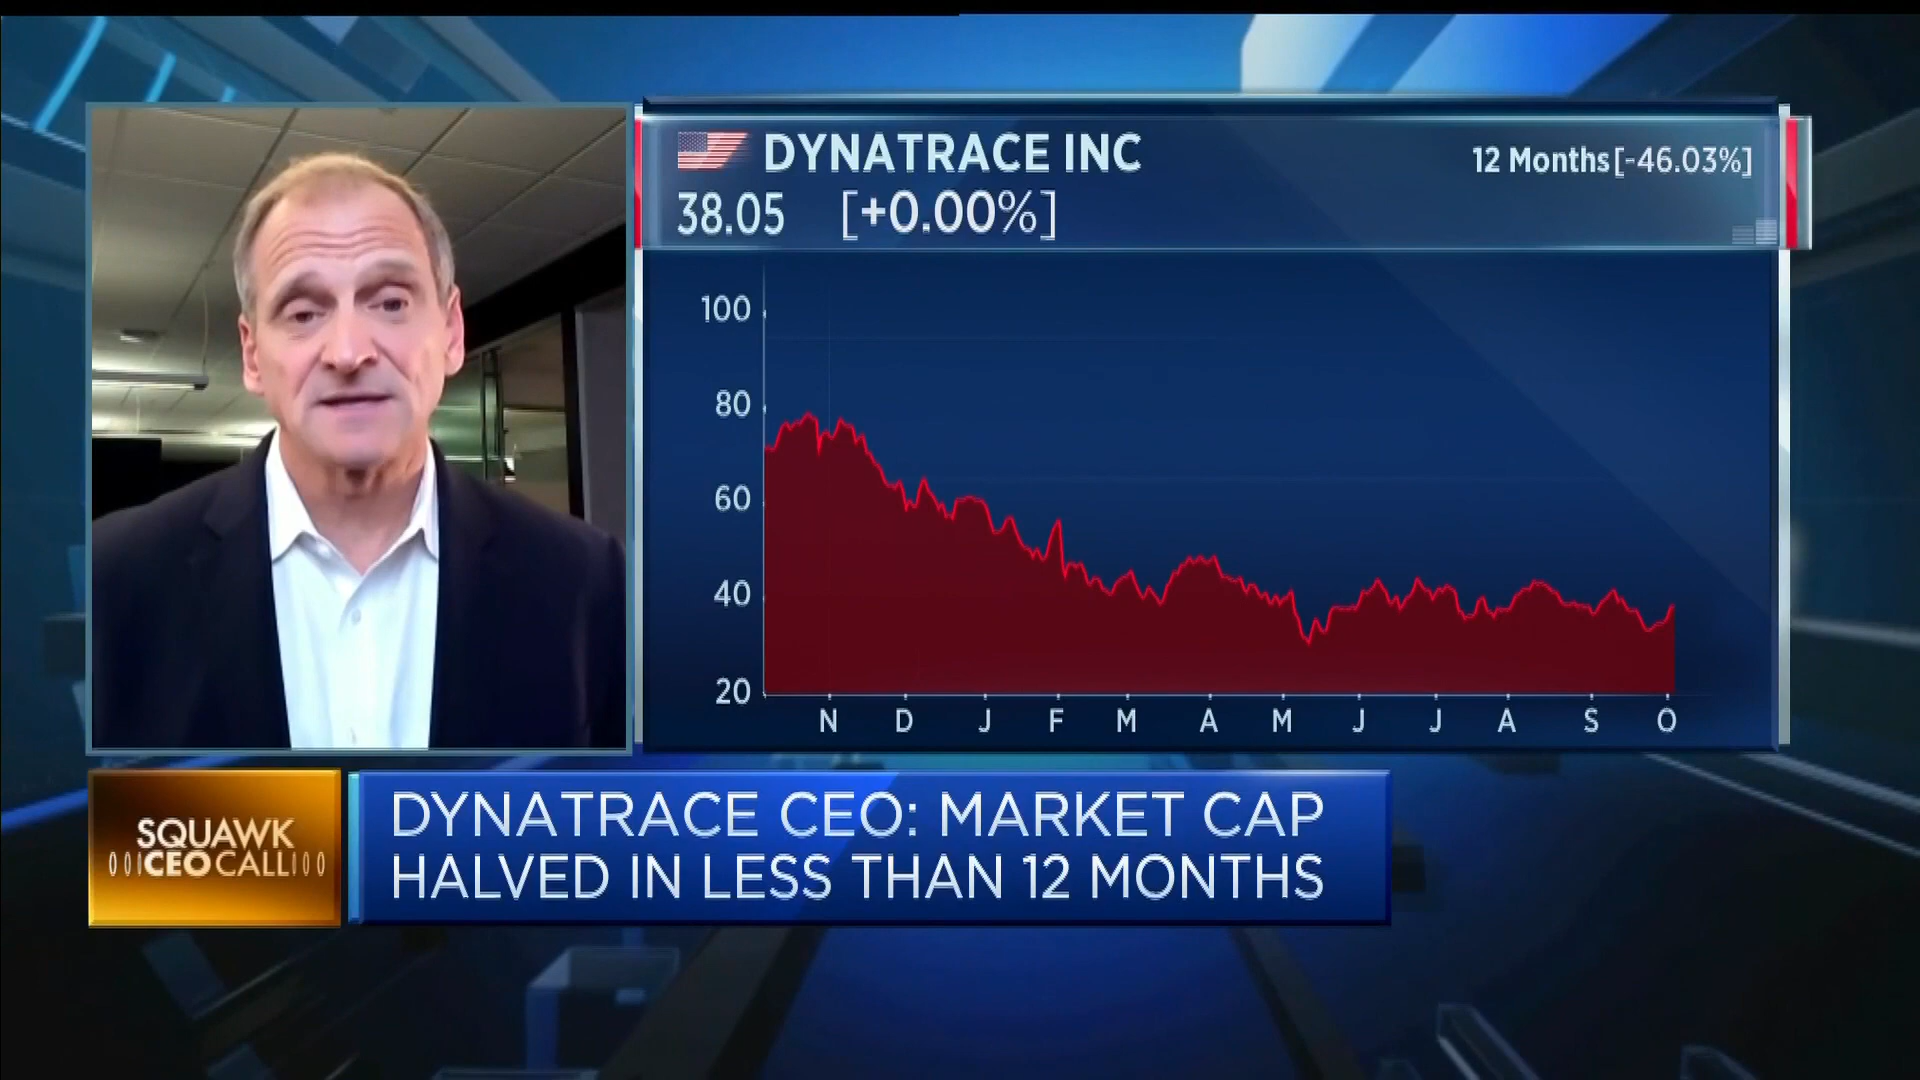 DYNATRACE INC
12 Months [-46.03%]
38.05 [+0.00%]
100
80
60
40
20
N D J F M A M J J A S O
SQUAWK
CEO CALL
DYNATRACE CEO: MARKET CAP
HALVED IN LESS THAN 12 MONTHS